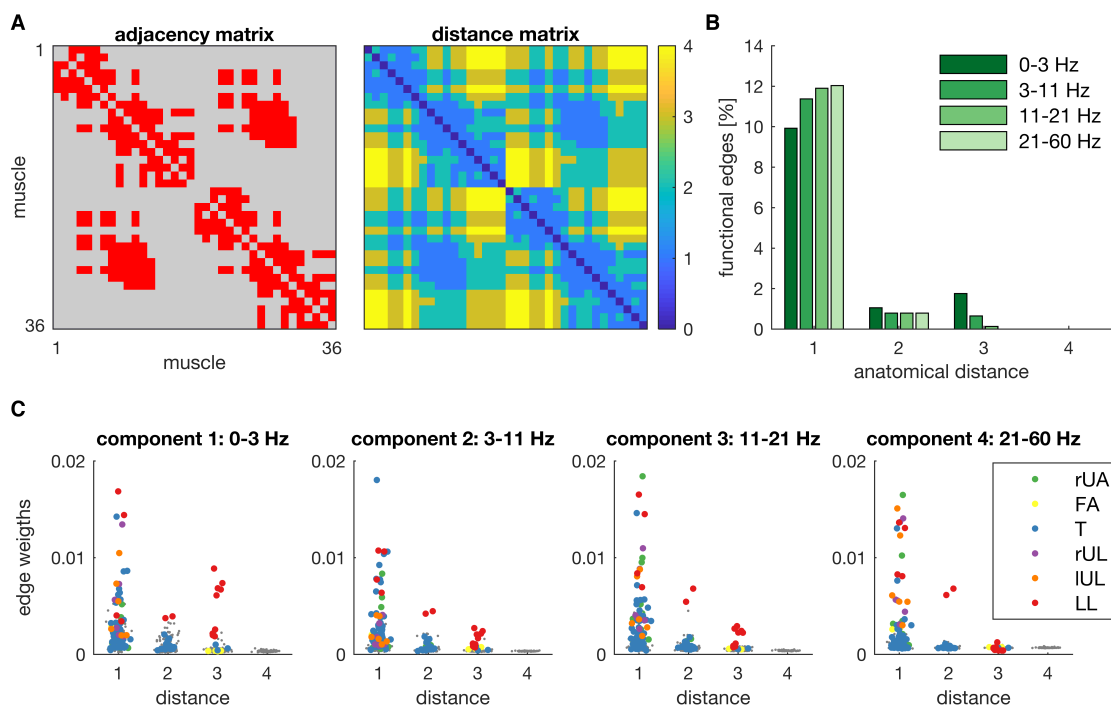 A
adjacency matrix
distance matrix
1
muscle
36
1
36
muscle
4
3
2
1
0
B
14
12
10
8
6
4
2
0
functional edges [%]
0-3 Hz
3-11 Hz
11-21 Hz
21-60 Hz
1 2 3 4
anatomical distance
C
component 1: 0-3 Hz
component 2: 3-11 Hz
component 3: 11-21 Hz
component 4: 21-60 Hz
edge weigths
0.02
0.01
0
1 2 3 4
distance
0.02
0.01
0
1 2 3 4
distance
0.02
0.01
0
1 2 3 4
distance
0.02
0.01
0
1 2 3 4
distance
rUA
FA
T
rUL
lUL
LL